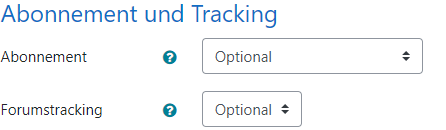 Abonnement und Tracking
Abonnement Optional
Forumstracking Optional